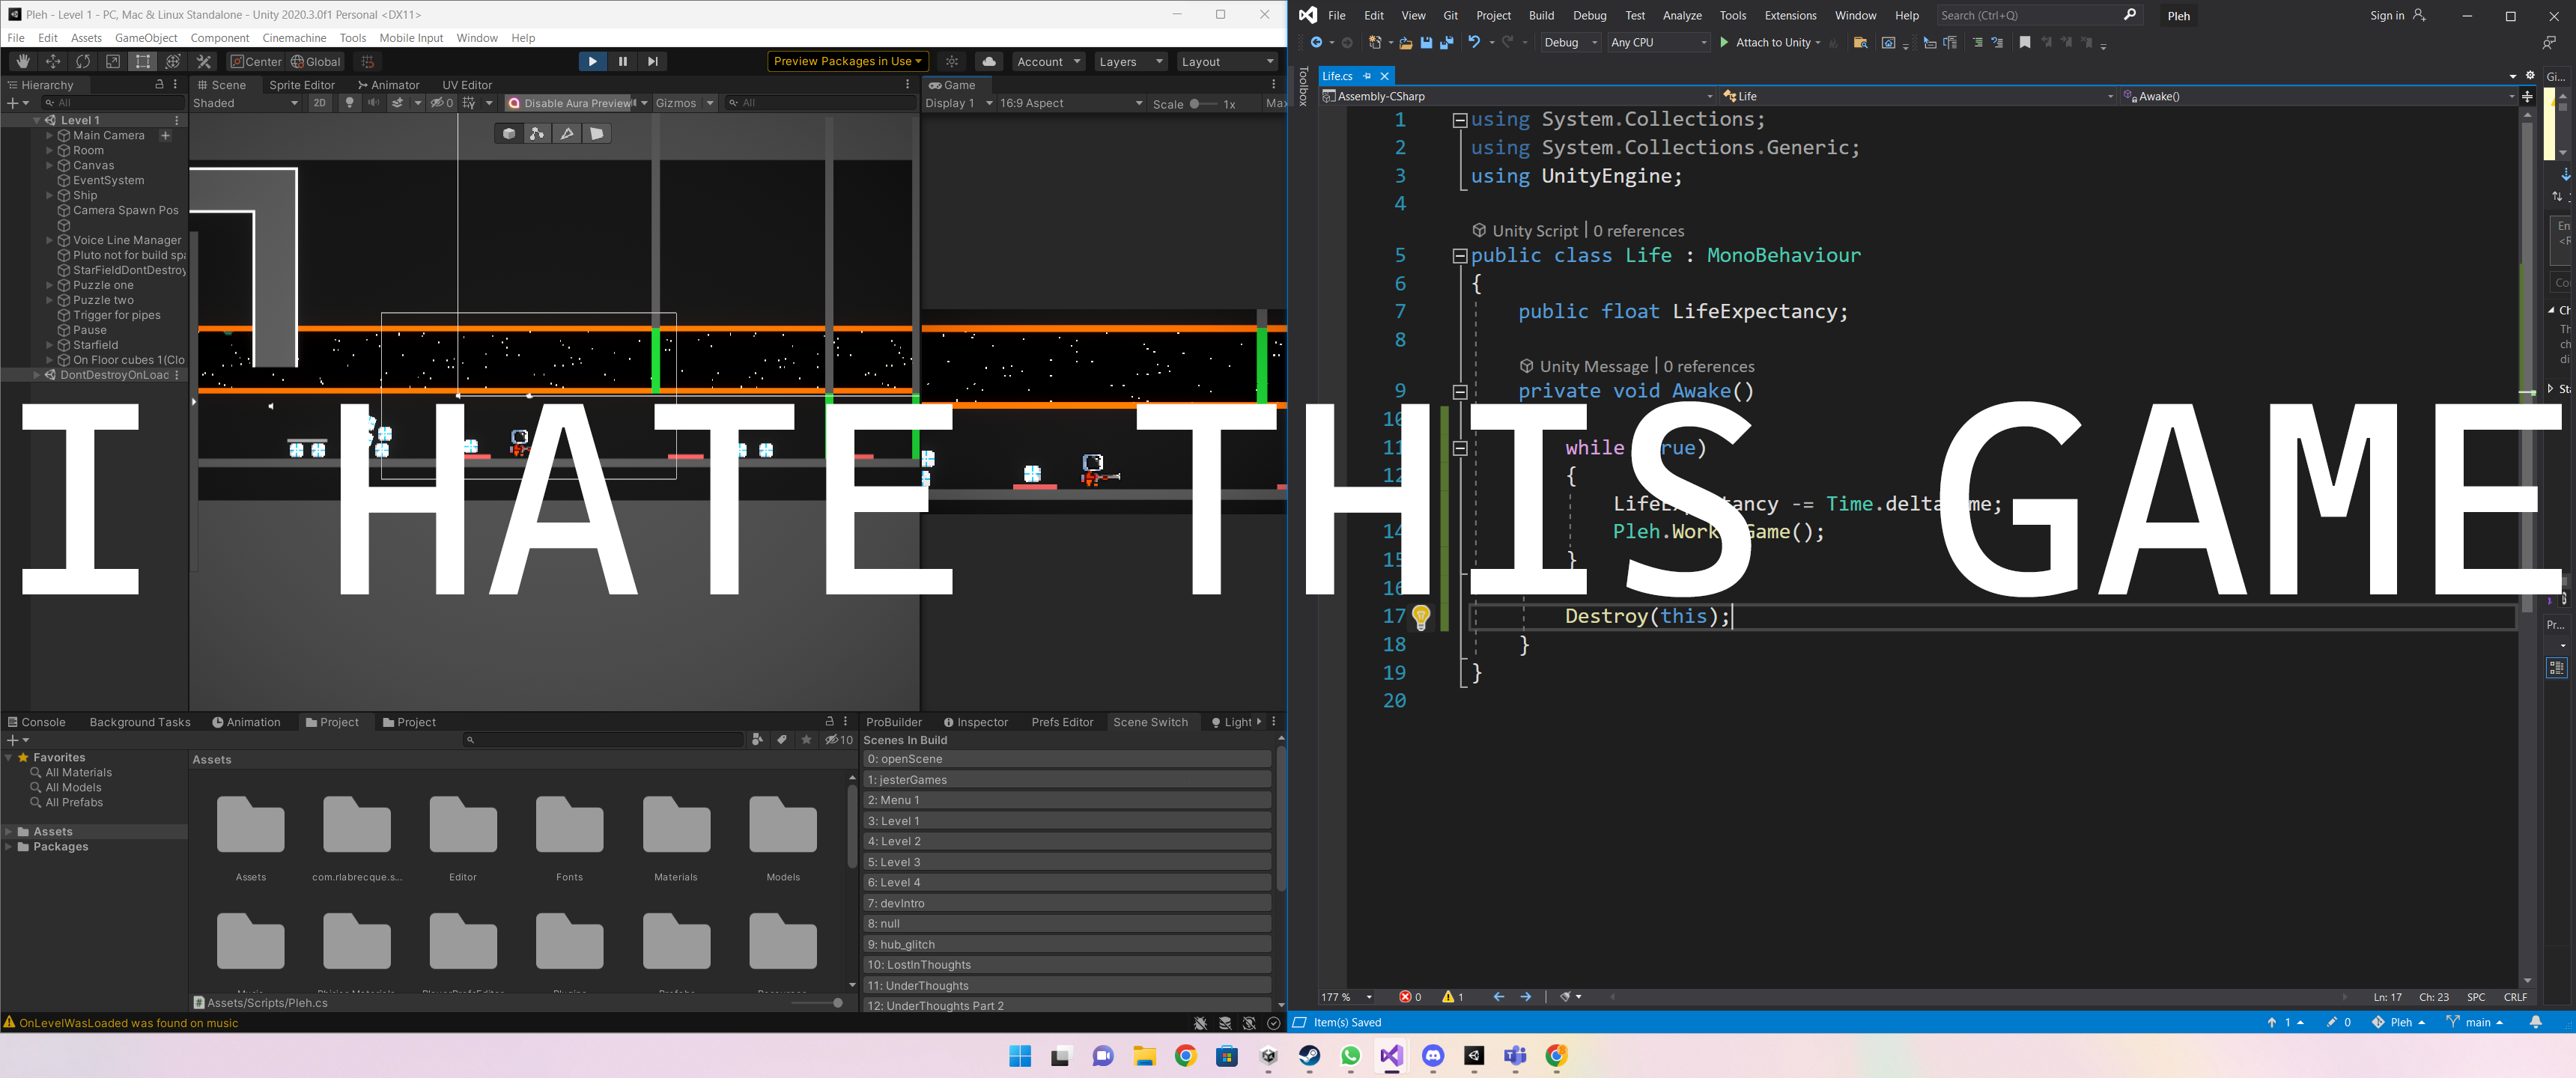 Pleh - Level 1 - PC, Mac & Linux Standalone - Unity 2020.3.0f1 Personal <DX11>
File Edit Assets GameObject Component Cinemachine Tools Mobile Input Window Help
Center Global
Preview Packages in Use
Account Layers Layout
Hierarchy
All
Level 1
Main Camera
Room
Canvas
EventSystem
Ship
Camera Spawn Pos
Voice Line Manager
Pluto not for build spa
StarFieldDontDestroy
Puzzle one
Puzzle two
Trigger for pipes
Pause
Starfield
On Floor cubes 1(Clo
DontDestroyOnLoac
Scene Sprite Editor Animator UV Editor
Shaded 2D 0 Disable Aura Preview Gizmos All
Game
Display 1 16:9 Aspect Scale 1x Max
I HATE THIS GAME
Console Background Tasks Animation Project Project
10
Favorites
All Materials
All Models
All Prefabs
Assets
Packages
Assets
Assets com.rlabrecque.s... Editor Fonts Materials Models
Assets/Scripts/Pleh.cs
ProBuilder Inspector Prefs Editor Scene Switch Light
Scenes In Build
0: openScene
1: jesterGames
2: Menu 1
3: Level 1
4: Level 2
5: Level 3
6: Level 4
7: devIntro
8: null
9: hub_glitch
10: LostInThoughts
11: UnderThoughts
12: UnderThoughts Part 2
OnLevelWasLoaded was found on music
File Edit View Git Project Build Debug Test Analyze Tools Extensions Window Help Search (Ctrl+Q) Pleh Sign in
Debug Any CPU Attach to Unity
Toolbox
Life.cs
Gi...
Assembly-CSharp Life Awake()
1 using System.Collections;
2 using System.Collections.Generic;
3 using UnityEngine;
4
Unity Script | 0 references
5 public class Life : MonoBehaviour
6 {
7 public float LifeExpectancy;
8
Unity Message | 0 references
9 private void Awake()
10
11 while rue)
12 {
LifeEx tancy -= Time.delta me;
14 Pleh.Work Game();
15 }
16
17 Destroy(this);
18 }
19 }
20
Pr...
177 % 0 1 Ln: 17 Ch: 23 SPC CRLF
Item(s) Saved 1 0 Pleh main